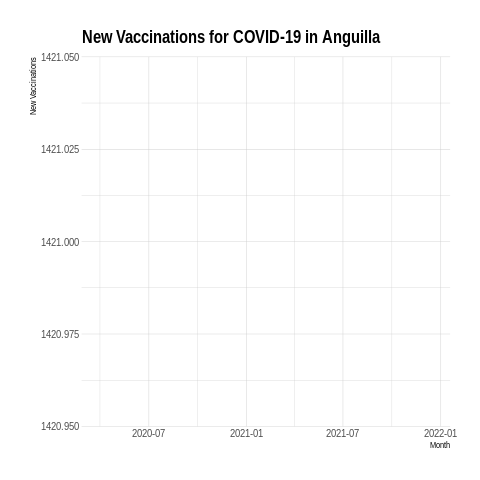 New Vaccinations for COVID-19 in Anguilla
New Vaccinations
1421.050
1421.025
1421.000
1420.975
1420.950
2020-07 2021-01 2021-07 2022-01
Month